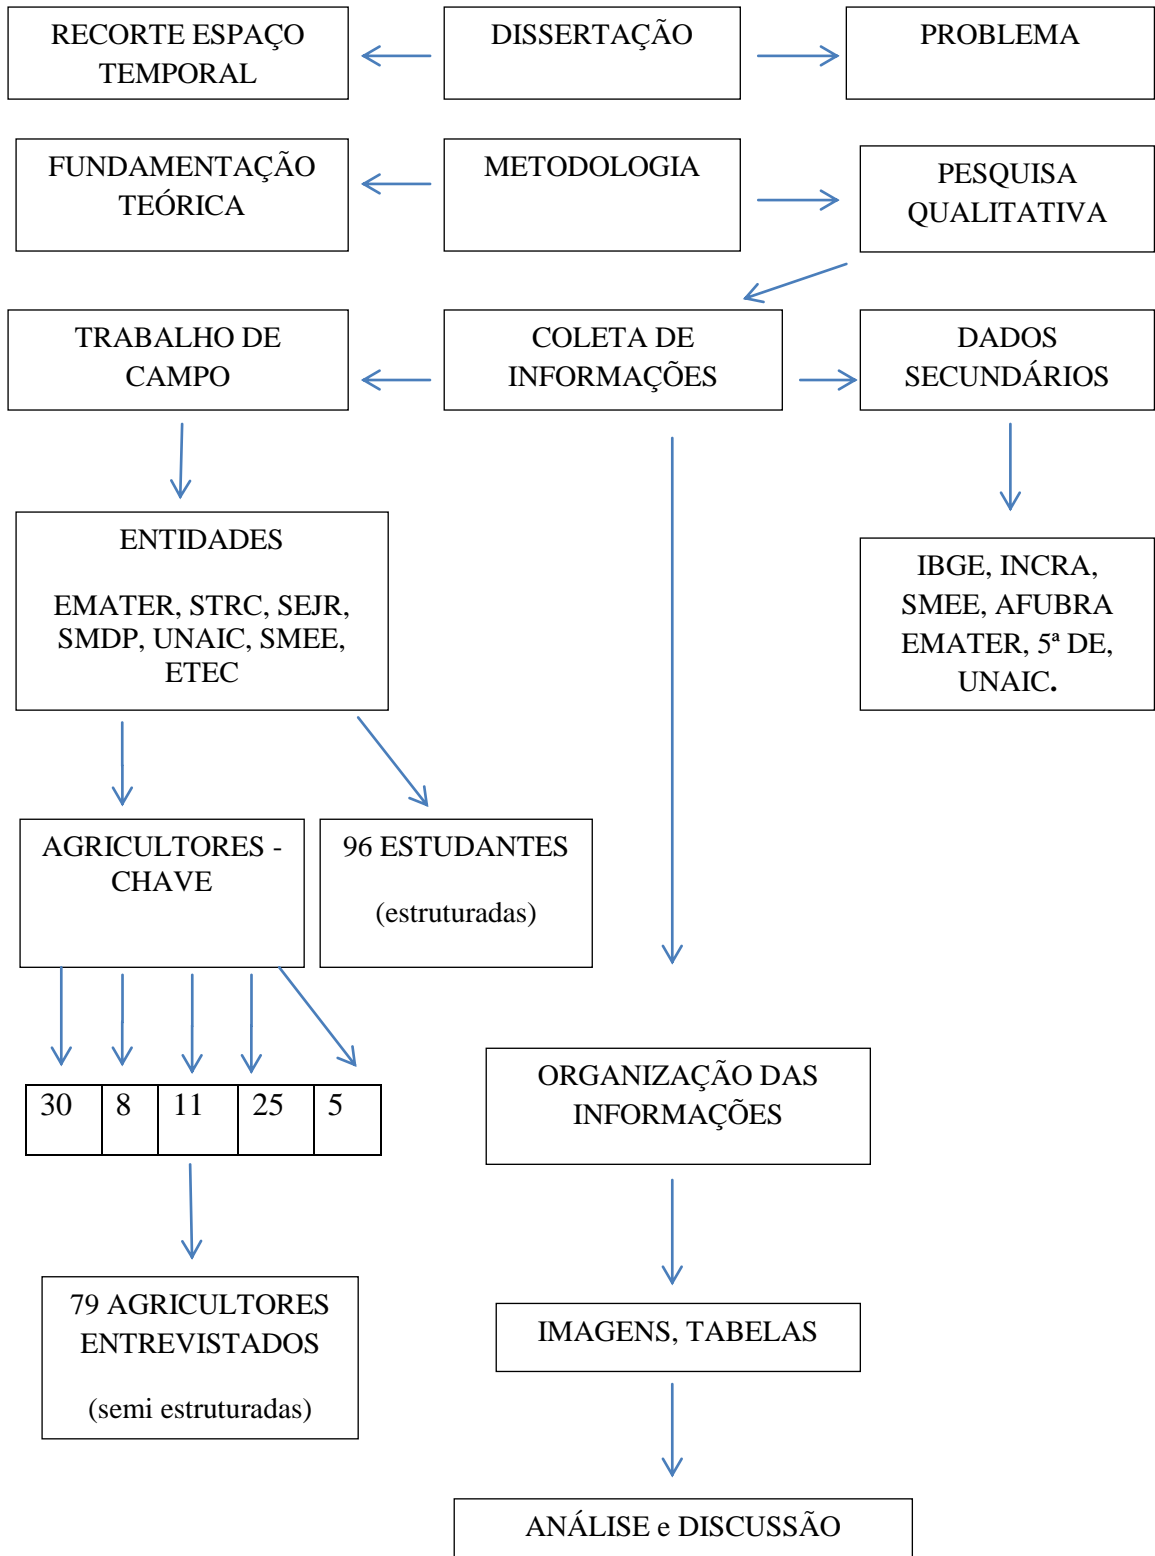 RECORTE ESPAÇO
TEMPORAL
DISSERTAÇÃO
PROBLEMA
FUNDAMENTAÇÃO
TEÓRICA
METODOLOGIA
PESQUISA
QUALITATIVA
TRABALHO DE
CAMPO
COLETA DE
INFORMAÇÕES
DADOS
SECUNDÁRIOS
ENTIDADES
EMATER, STRC, SEJR,
SMDP, UNAIC, SMEE,
ETEC
IBGE, INCRA,
SMEE, AFUBRA
EMATER, 5ª DE,
UNAIC.
AGRICULTORES -
CHAVE
96 ESTUDANTES
(estruturadas)
30 8 11 25 5
ORGANIZAÇÃO DAS
INFORMAÇÕES
79 AGRICULTORES
ENTREVISTADOS
(semi estruturadas)
IMAGENS, TABELAS
ANÁLISE e DISCUSSÃO